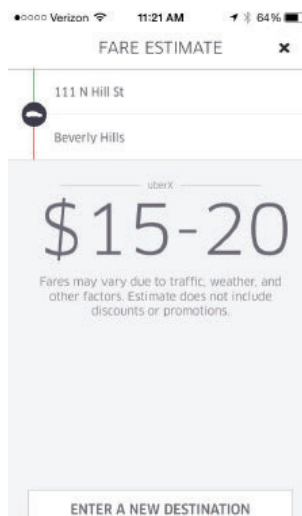 ●○○○○ Verizon 11:21 AM 64%
FARE ESTIMATE ×
111 N Hill St
Beverly Hills
uberX
$15-20
Fares may vary due to traffic, weather, and
other factors. Estimate does not include
discounts or promotions.
ENTER A NEW DESTINATION